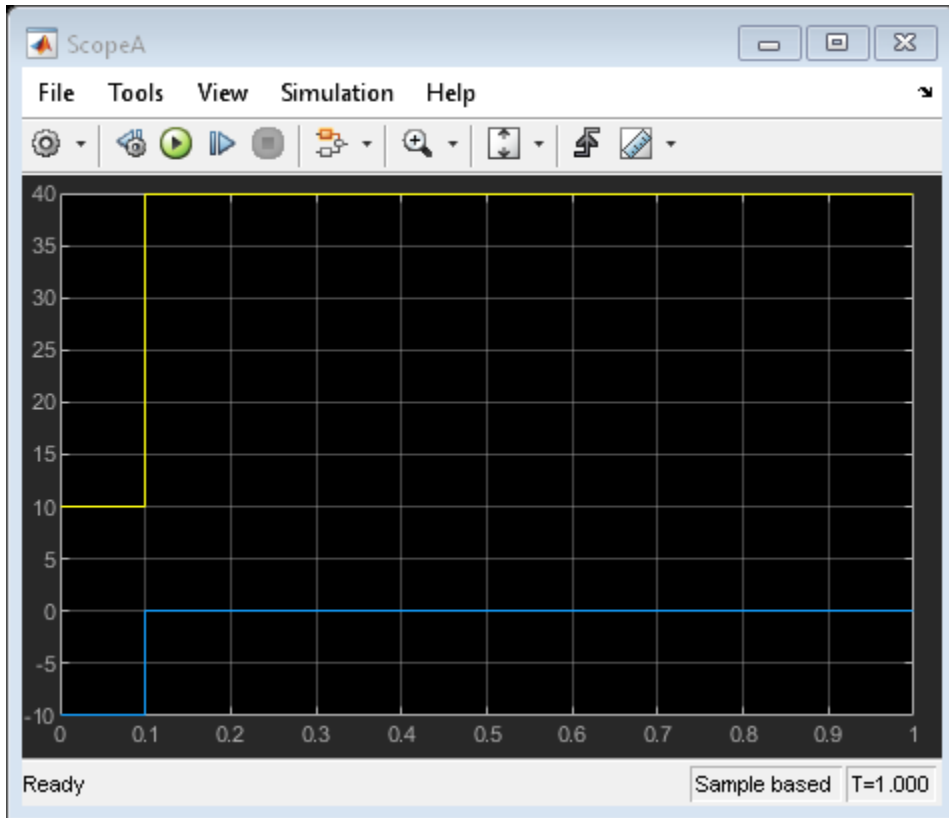 ScopeA
File Tools View Simulation Help
40
35
30
25
20
15
10
5
0
-5
-10
0 0.1 0.2 0.3 0.4 0.5 0.6 0.7 0.8 0.9 1
Ready Sample based T=1.000